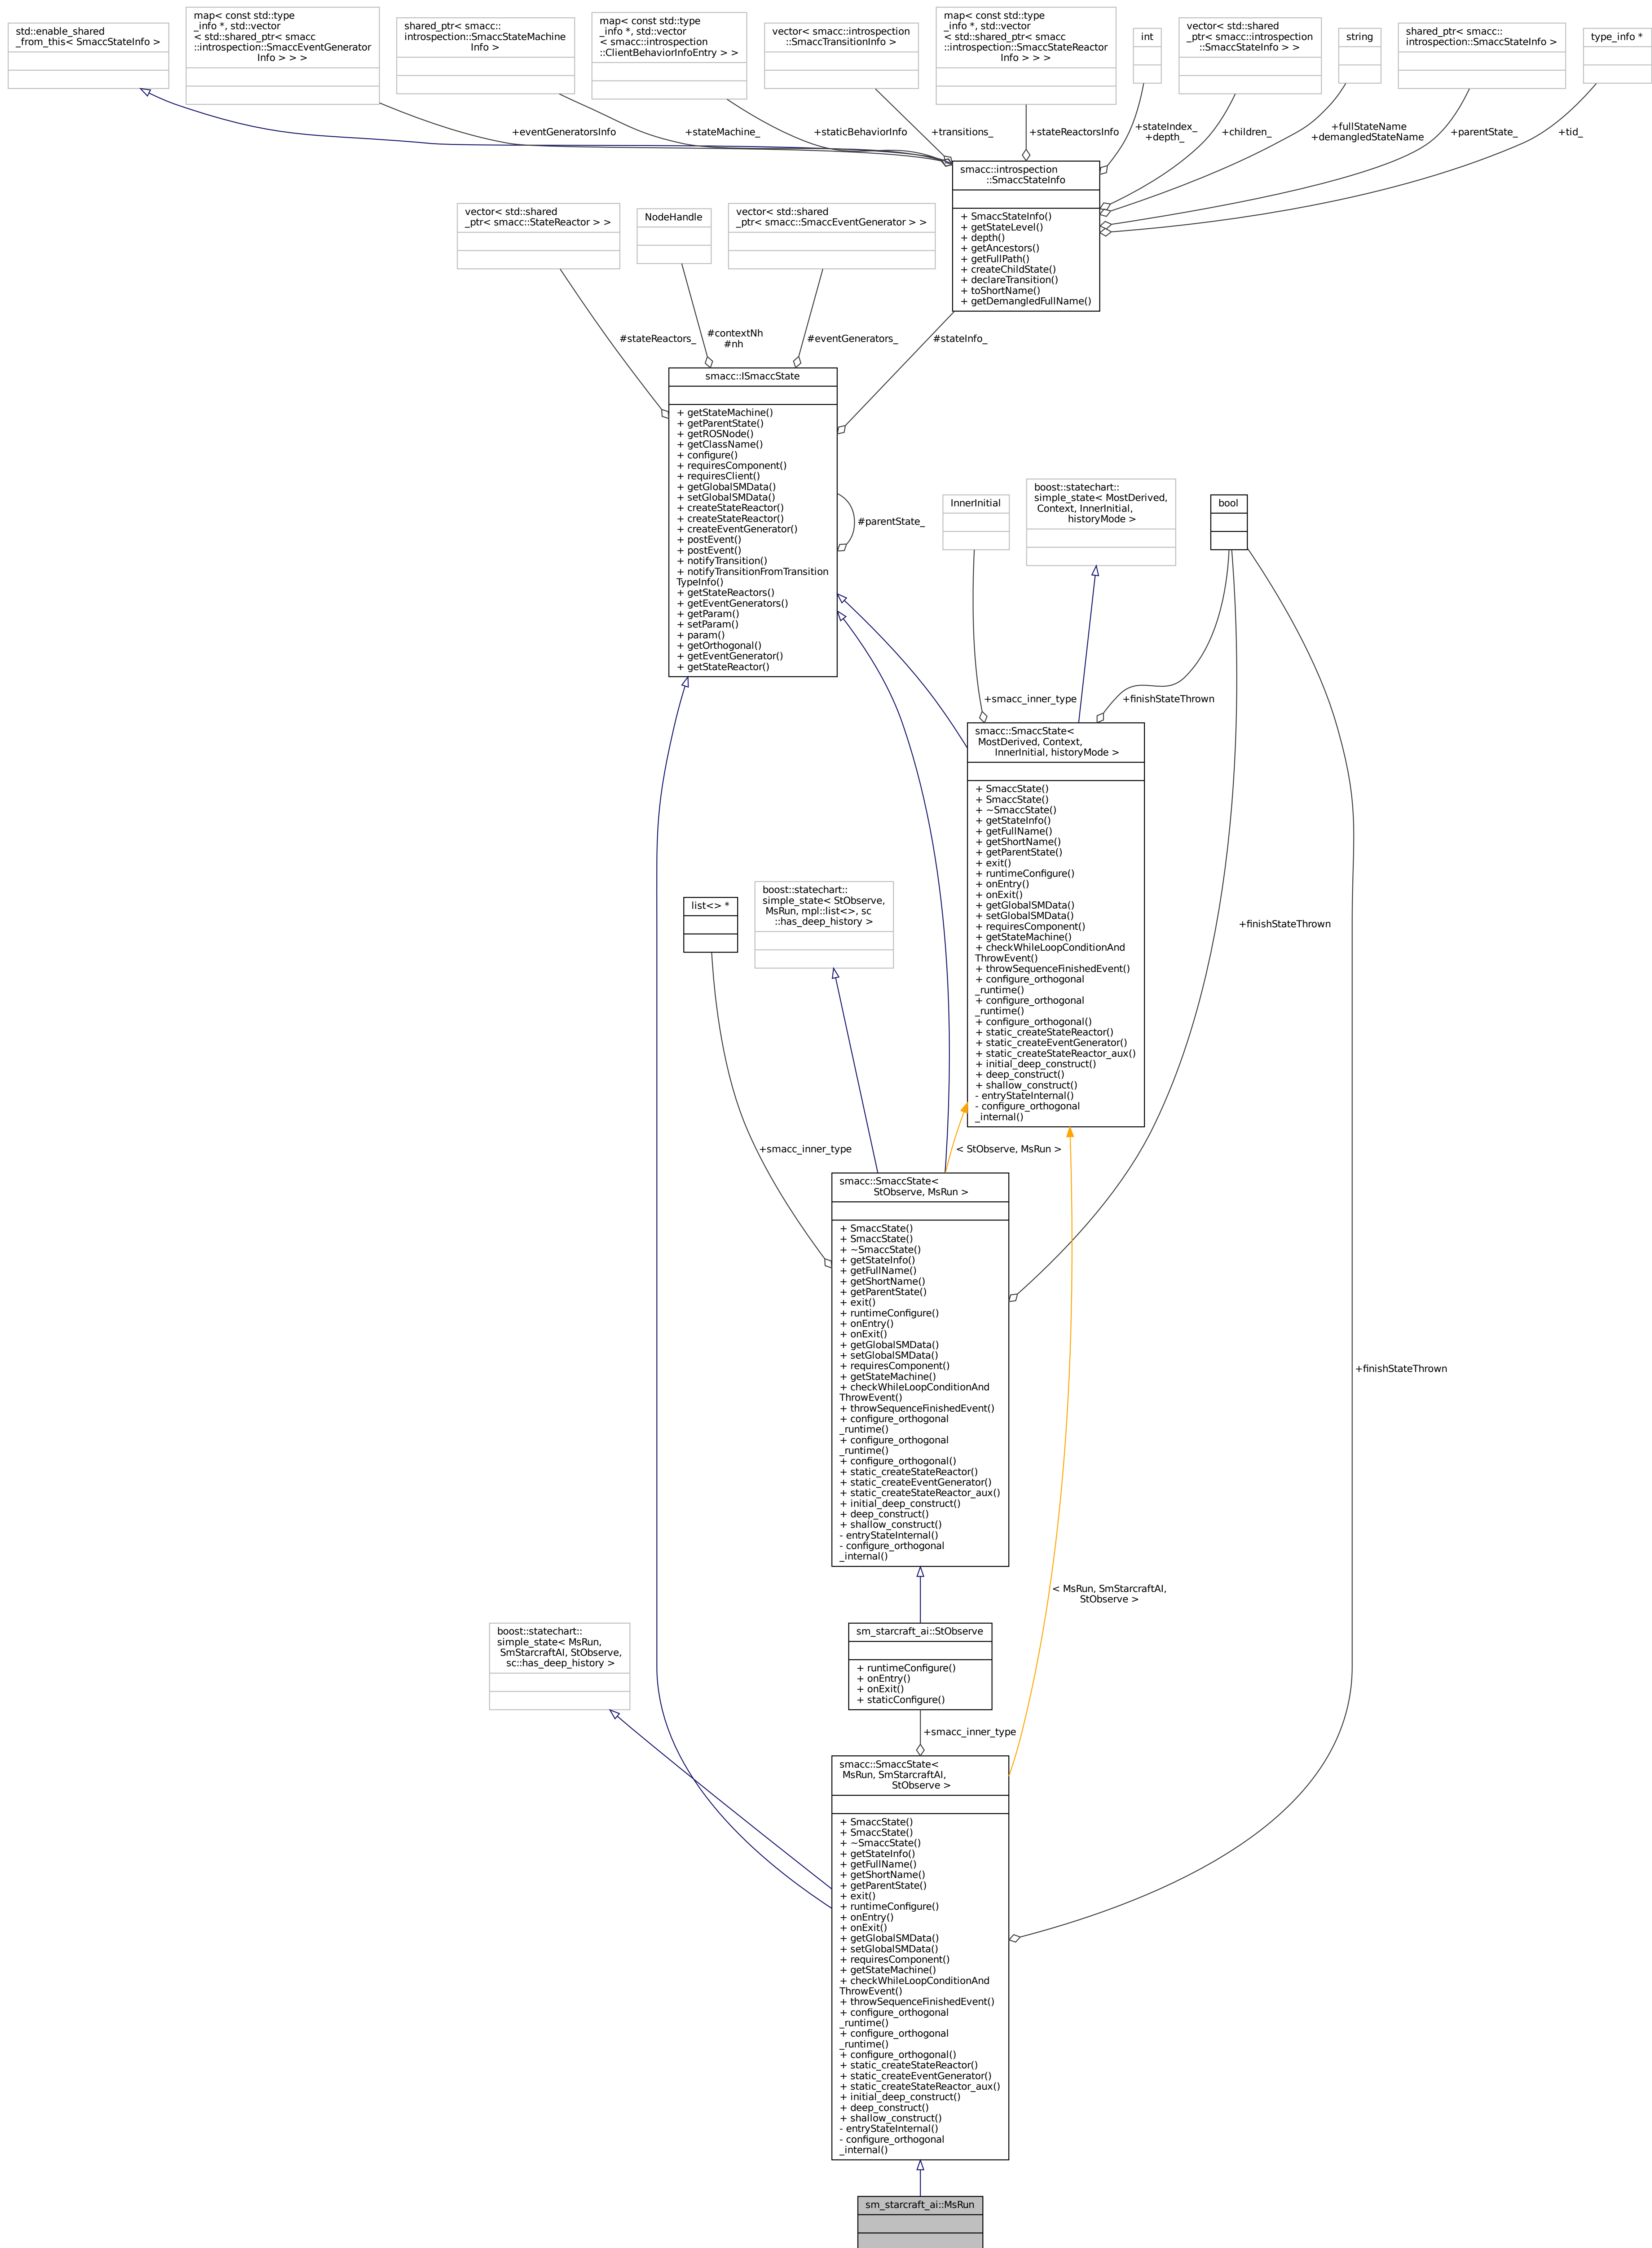 std::enable_shared
_from_this< SmaccStateInfo >
map< const std::type
_info *, std::vector
< std::shared_ptr< smacc
::introspection::SmaccEventGenerator
Info > > >
shared_ptr< smacc::
introspection::SmaccStateMachine
Info >
map< const std::type
_info *, std::vector
< smacc::introspection
::ClientBehaviorInfoEntry > >
vector< smacc::introspection
::SmaccTransitionInfo >
map< const std::type
_info *, std::vector
< std::shared_ptr< smacc
::introspection::SmaccStateReactor
Info > > >
int
vector< std::shared
_ptr< smacc::introspection
::SmaccStateInfo > >
string
shared_ptr< smacc::
introspection::SmaccStateInfo >
type_info *
+eventGeneratorsInfo
+stateMachine_
+staticBehaviorInfo
+transitions_
+stateReactorsInfo
+stateIndex_
+depth_
+children_
+fullStateName
+demangledStateName
+parentState_
+tid_
smacc::introspection
::SmaccStateInfo
+ SmaccStateInfo()
+ getStateLevel()
+ depth()
+ getAncestors()
+ getFullPath()
+ createChildState()
+ declareTransition()
+ toShortName()
+ getDemangledFullName()
vector< std::shared
_ptr< smacc::StateReactor > >
NodeHandle
vector< std::shared
_ptr< smacc::SmaccEventGenerator > >
#stateReactors_
#contextNh
#nh
#eventGenerators_
#stateInfo_
smacc::ISmaccState
+ getStateMachine()
+ getParentState()
+ getROSNode()
+ getClassName()
+ configure()
+ requiresComponent()
+ requiresClient()
+ getGlobalSMData()
+ setGlobalSMData()
+ createStateReactor()
+ createStateReactor()
+ createEventGenerator()
+ postEvent()
+ postEvent()
+ notifyTransition()
+ notifyTransitionFromTransition
TypeInfo()
+ getStateReactors()
+ getEventGenerators()
+ getParam()
+ setParam()
+ param()
+ getOrthogonal()
+ getEventGenerator()
+ getStateReactor()
#parentState_
InnerInitial
boost::statechart::
simple_state< MostDerived,
Context, InnerInitial,
historyMode >
bool
+smacc_inner_type
+finishStateThrown
smacc::SmaccState<
MostDerived, Context,
InnerInitial, historyMode >
+ SmaccState()
+ SmaccState()
+ ~SmaccState()
+ getStateInfo()
+ getFullName()
+ getShortName()
+ getParentState()
+ exit()
+ runtimeConfigure()
+ onEntry()
+ onExit()
+ getGlobalSMData()
+ setGlobalSMData()
+ requiresComponent()
+ getStateMachine()
+ checkWhileLoopConditionAnd
ThrowEvent()
+ throwSequenceFinishedEvent()
+ configure_orthogonal
_runtime()
+ configure_orthogonal
_runtime()
+ configure_orthogonal()
+ static_createStateReactor()
+ static_createEventGenerator()
+ static_createStateReactor_aux()
+ initial_deep_construct()
+ deep_construct()
+ shallow_construct()
- entryStateInternal()
- configure_orthogonal
_internal()
list<> *
boost::statechart::
simple_state< StObserve,
MsRun, mpl::list<>, sc
::has_deep_history >
+finishStateThrown
+smacc_inner_type
< StObserve, MsRun >
smacc::SmaccState<
StObserve, MsRun >
+ SmaccState()
+ SmaccState()
+ ~SmaccState()
+ getStateInfo()
+ getFullName()
+ getShortName()
+ getParentState()
+ exit()
+ runtimeConfigure()
+ onEntry()
+ onExit()
+ getGlobalSMData()
+ setGlobalSMData()
+ requiresComponent()
+ getStateMachine()
+ checkWhileLoopConditionAnd
ThrowEvent()
+ throwSequenceFinishedEvent()
+ configure_orthogonal
_runtime()
+ configure_orthogonal
_runtime()
+ configure_orthogonal()
+ static_createStateReactor()
+ static_createEventGenerator()
+ static_createStateReactor_aux()
+ initial_deep_construct()
+ deep_construct()
+ shallow_construct()
- entryStateInternal()
- configure_orthogonal
_internal()
+finishStateThrown
< MsRun, SmStarcraftAI,
StObserve >
boost::statechart::
simple_state< MsRun,
SmStarcraftAI, StObserve,
sc::has_deep_history >
sm_starcraft_ai::StObserve
+ runtimeConfigure()
+ onEntry()
+ onExit()
+ staticConfigure()
+smacc_inner_type
smacc::SmaccState<
MsRun, SmStarcraftAI,
StObserve >
+ SmaccState()
+ SmaccState()
+ ~SmaccState()
+ getStateInfo()
+ getFullName()
+ getShortName()
+ getParentState()
+ exit()
+ runtimeConfigure()
+ onEntry()
+ onExit()
+ getGlobalSMData()
+ setGlobalSMData()
+ requiresComponent()
+ getStateMachine()
+ checkWhileLoopConditionAnd
ThrowEvent()
+ throwSequenceFinishedEvent()
+ configure_orthogonal
_runtime()
+ configure_orthogonal
_runtime()
+ configure_orthogonal()
+ static_createStateReactor()
+ static_createEventGenerator()
+ static_createStateReactor_aux()
+ initial_deep_construct()
+ deep_construct()
+ shallow_construct()
- entryStateInternal()
- configure_orthogonal
_internal()
sm_starcraft_ai::MsRun